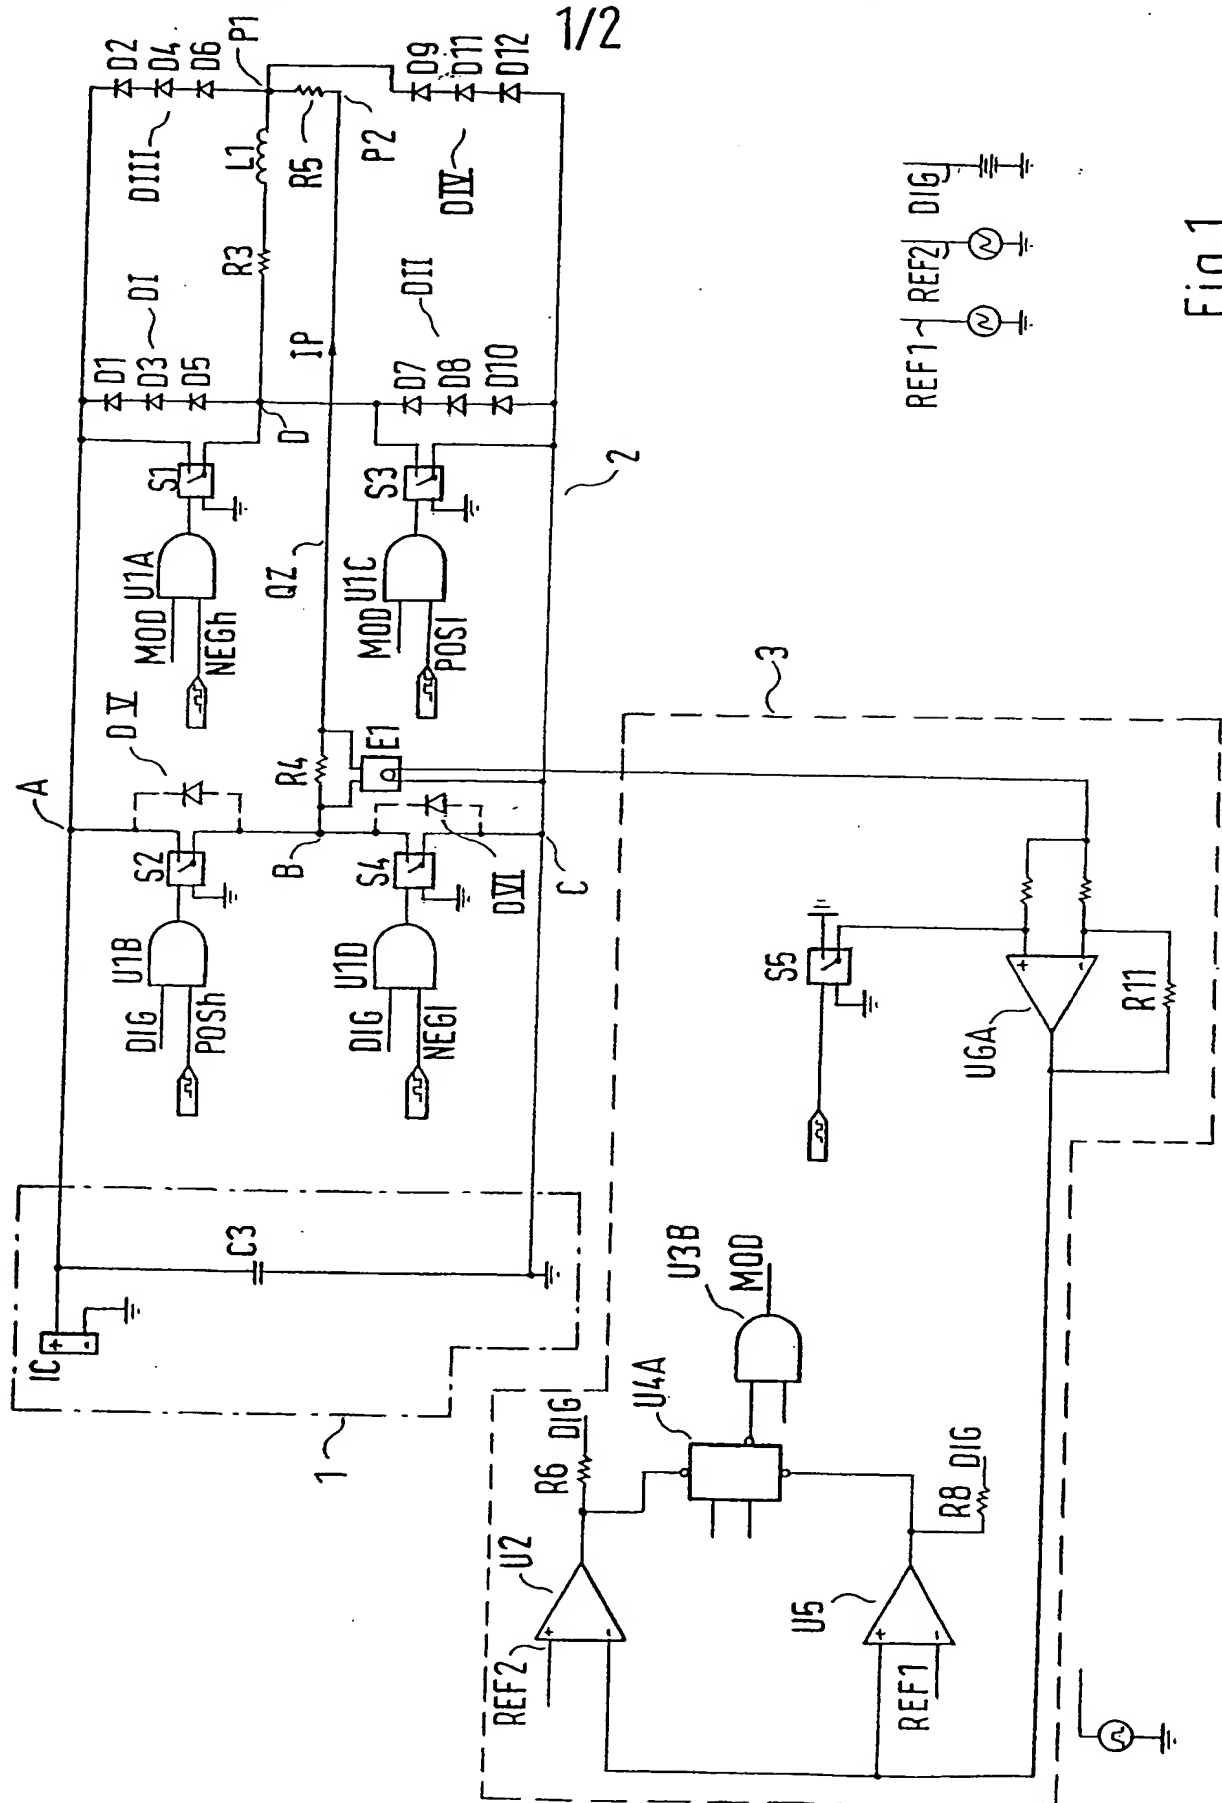 1/2
1
IC
+
-
C3
A
DIG
POSh
U1B
S2
D V
MOD
NEGh
U1A
S1
D1
D3
D5
DI
D
R3
L1
DIII
D2
D4
D6
P1
R5
P2
IP
QZ
R4
E1
B
DIG
NEGl
U1D
S4
DVI
C
MOD
POSl
U1C
S3
D7
D8
D10
DII
DIV
D9
D11
D12
2
3
REF2
+
-
U2
R6
DIG
U4A
U3B
MOD
REF1
+
-
U5
R8
DIG
S5
U6A
+
-
R11
REF1
REF2
DIG
Fig.1